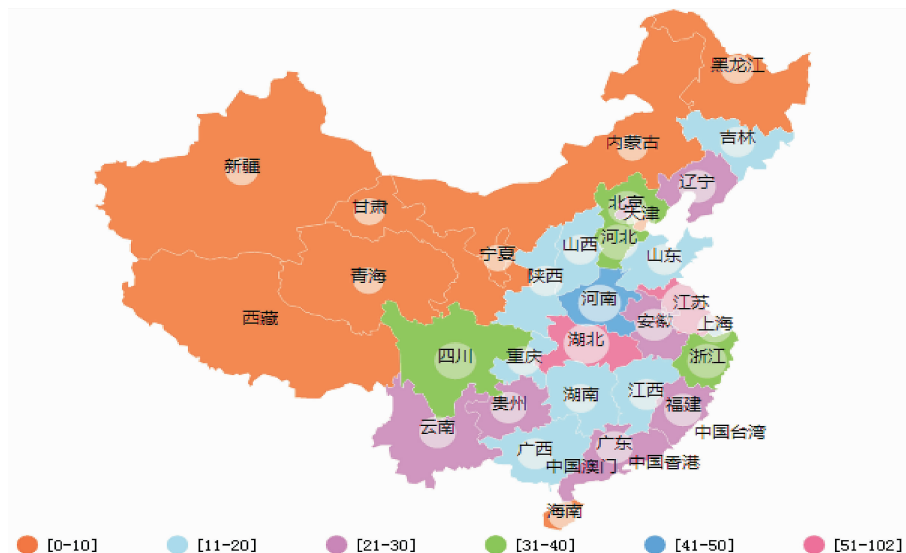 黑龙江
内蒙古
吉林
新疆
辽宁
甘肃
北京
天津
河北
山西
宁夏
山东
陕西
青海
河南
江苏
西藏
安徽
上海
湖北
四川
重庆
浙江
湖南
江西
贵州
福建
云南
中国台湾
广东
广西
中国澳门
中国香港
海南
[0-10]
[11-20]
[21-30]
[31-40]
[41-50]
[51-102]